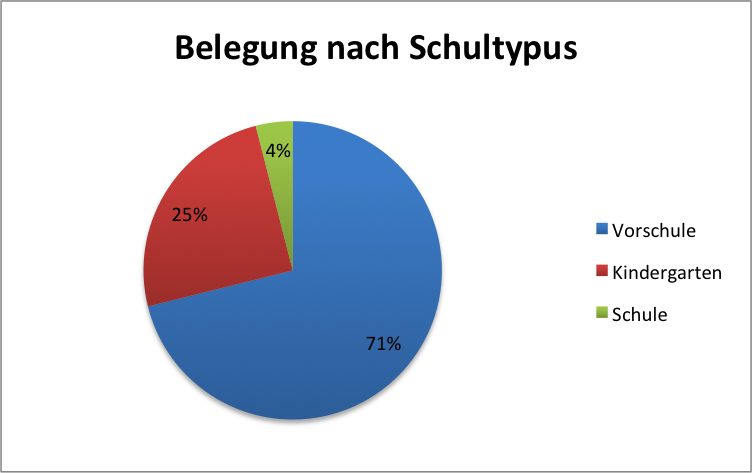 Belegung nach Schultypus
4%
25%
71%
Vorschule
Kindergarten
Schule